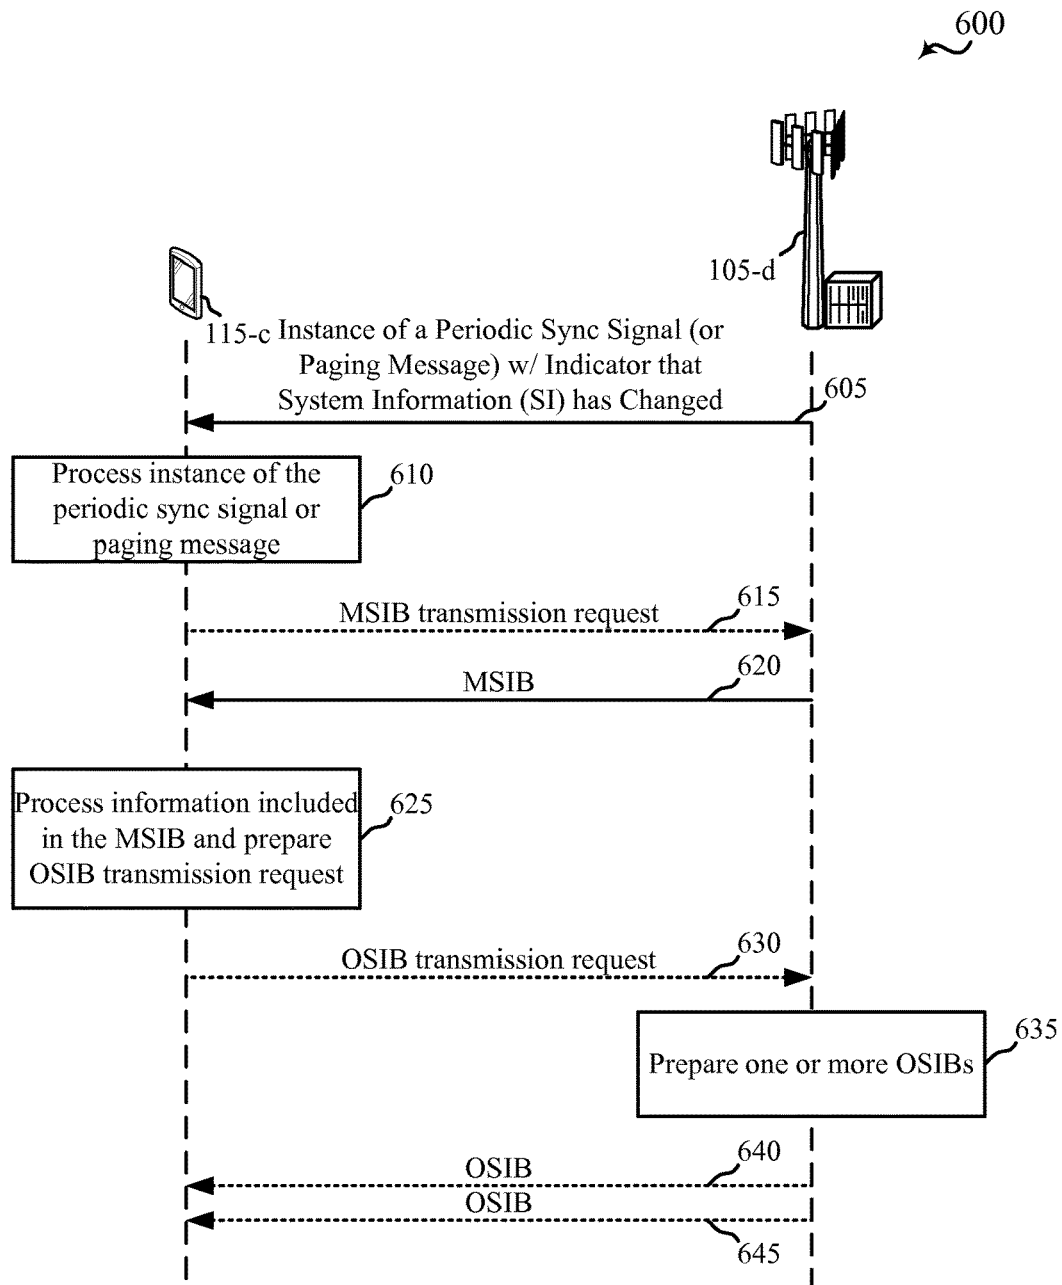 600
105-d
115-c
Instance of a Periodic Sync Signal (or
Paging Message) w/ Indicator that
System Information (SI) has Changed
605
Process instance of the
periodic sync signal or
paging message
610
MSIB transmission request
615
MSIB
620
Process information included
in the MSIB and prepare
OSIB transmission request
625
OSIB transmission request
630
Prepare one or more OSIBs
635
OSIB
640
OSIB
645